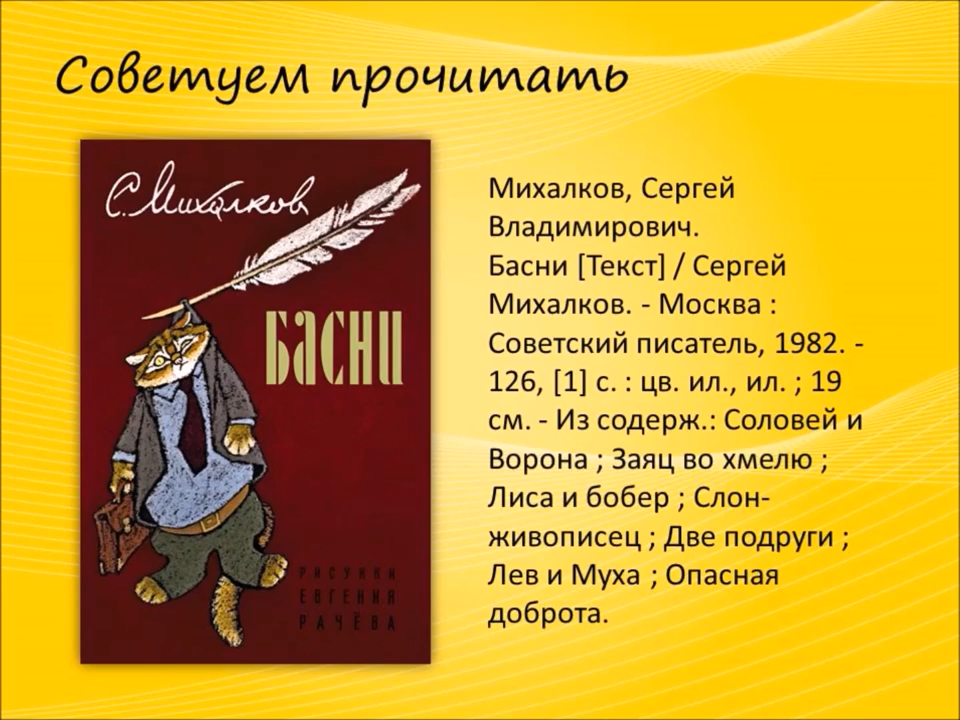 Советуем прочитать
С. Михалков
БАСНИ
РИСУНКИ
ЕВГЕНИЯ
РАЧЁВА
Михалков, Сергей
Владимирович.
Басни [Текст] / Сергей
Михалков. - Москва :
Советский писатель, 1982. -
126, [1] с. : цв. ил., ил. ; 19
см. - Из содерж.: Соловей и
Ворона ; Заяц во хмелю ;
Лиса и бобер ; Слон-
живописец ; Две подруги ;
Лев и Муха ; Опасная
доброта.